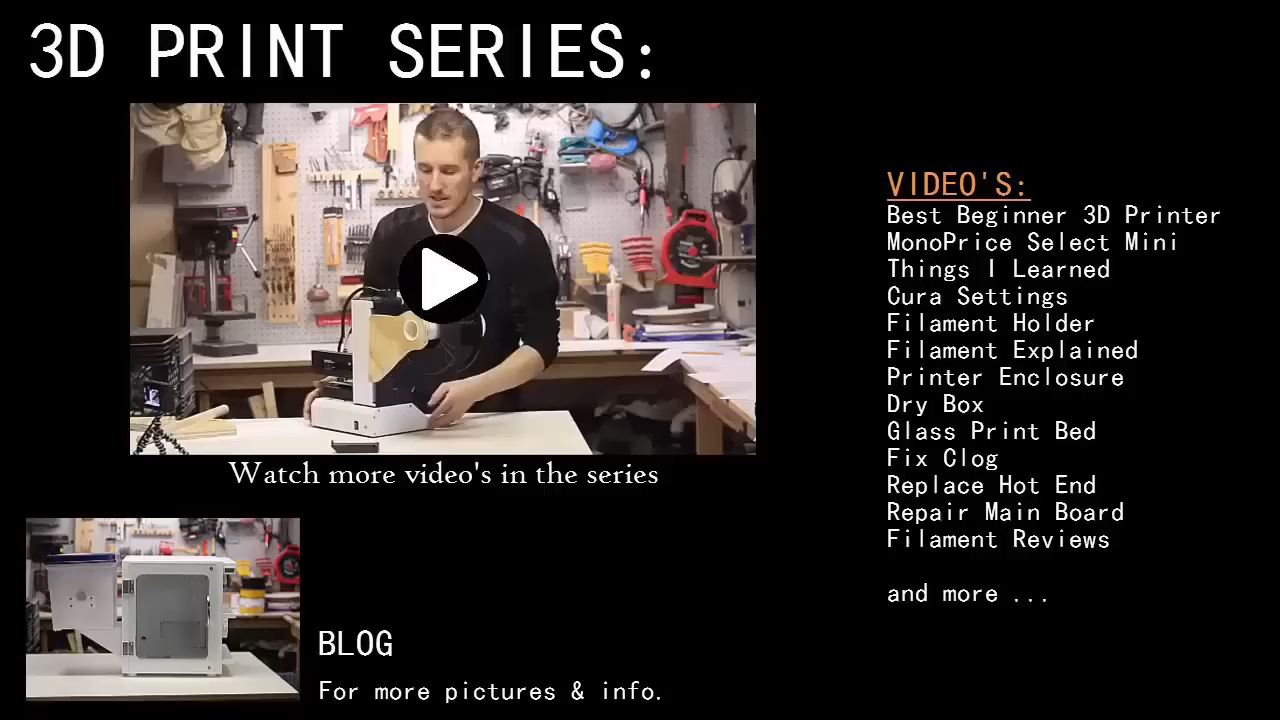 3D PRINT SERIES:
Watch more video's in the series
VIDEO'S:
Best Beginner 3D Printer
MonoPrice Select Mini
Things I Learned
Cura Settings
Filament Holder
Filament Explained
Printer Enclosure
Dry Box
Glass Print Bed
Fix Clog
Replace Hot End
Repair Main Board
Filament Reviews
and more ...
BLOG
For more pictures & info.